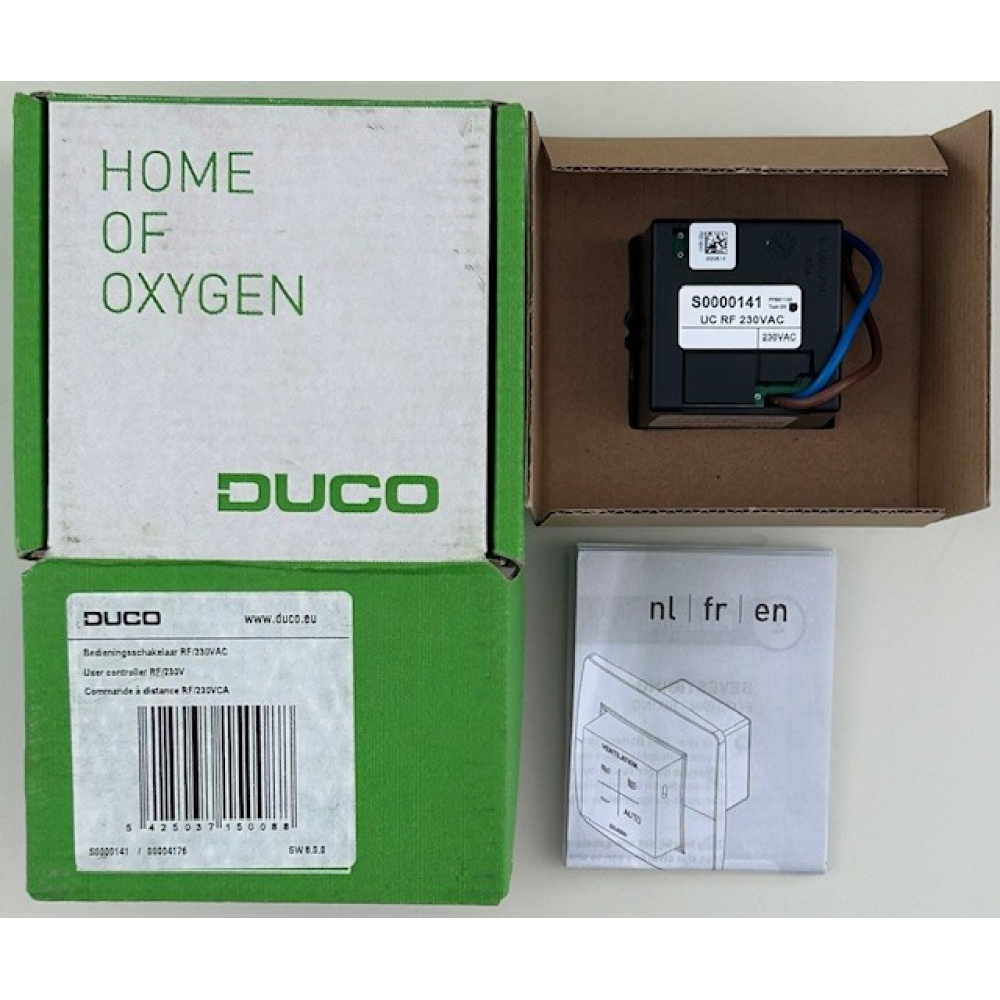 HOME
OF
OXYGEN
DUCO
S0000141
UC RF 230VAC
230VAC
DUCO www.duco.eu
Bedieningsschakelaar RF/230VAC
User controller RF/230V
Commande à distance RF/230VCA
5 425037 150088
S0000141 / 00004176 SW 6.0.0
nl | fr | en
VENTILATION
AUTO